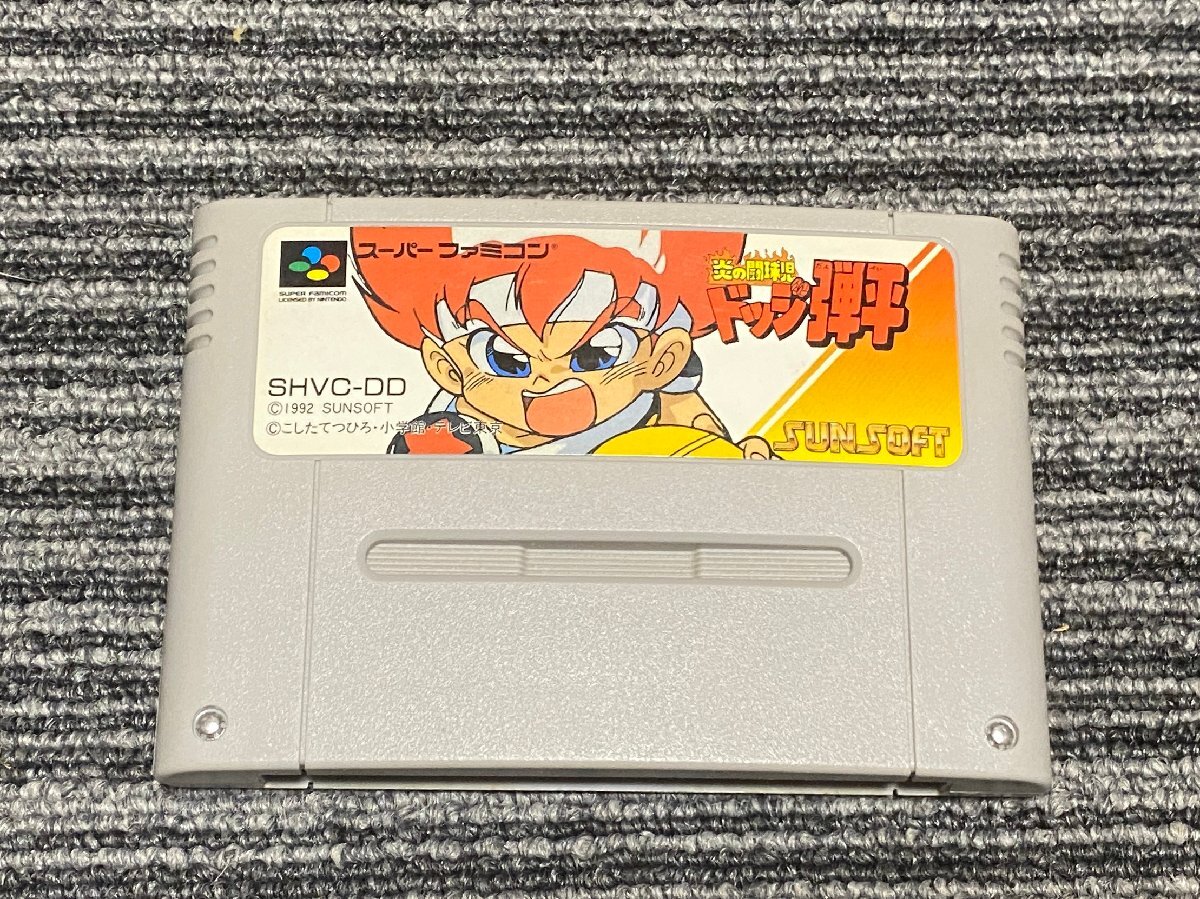 スーパーファミコン®
SUPER FAMICOM
LICENSED BY NINTENDO
炎の闘球児
ドッジ弾平
SHVC-DD
©1992 SUNSOFT
©こしたてつひろ・小学館・テレビ東京
SUNSOFT